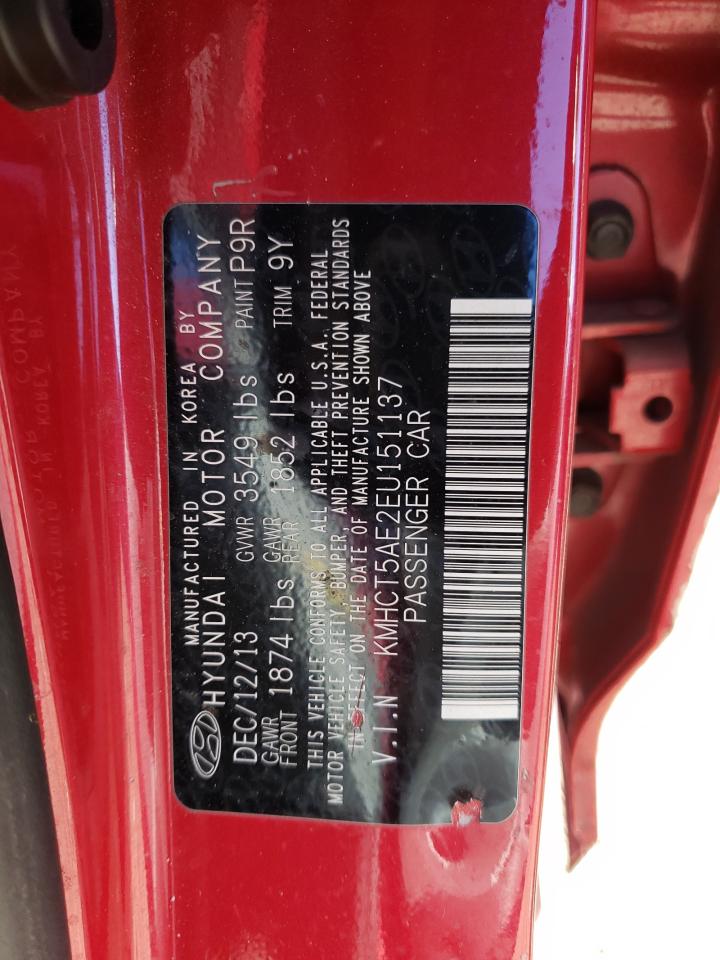 MANUFACTURED IN KOREA BY
HYUNDAI MOTOR COMPANY
DEC/12/13 GVWR 3549 lbs PAINT P9R
GAWR FRONT 1874 lbs GAWR REAR 1852 lbs TRIM 9Y
THIS VEHICLE CONFORMS TO ALL APPLICABLE U.S.A. FEDERAL
MOTOR VEHICLE SAFETY, BUMPER, AND THEFT PREVENTION STANDARDS
IN EFFECT ON THE DATE OF MANUFACTURE SHOWN ABOVE
V.I.N KMHCT5AE2EU151137
PASSENGER CAR